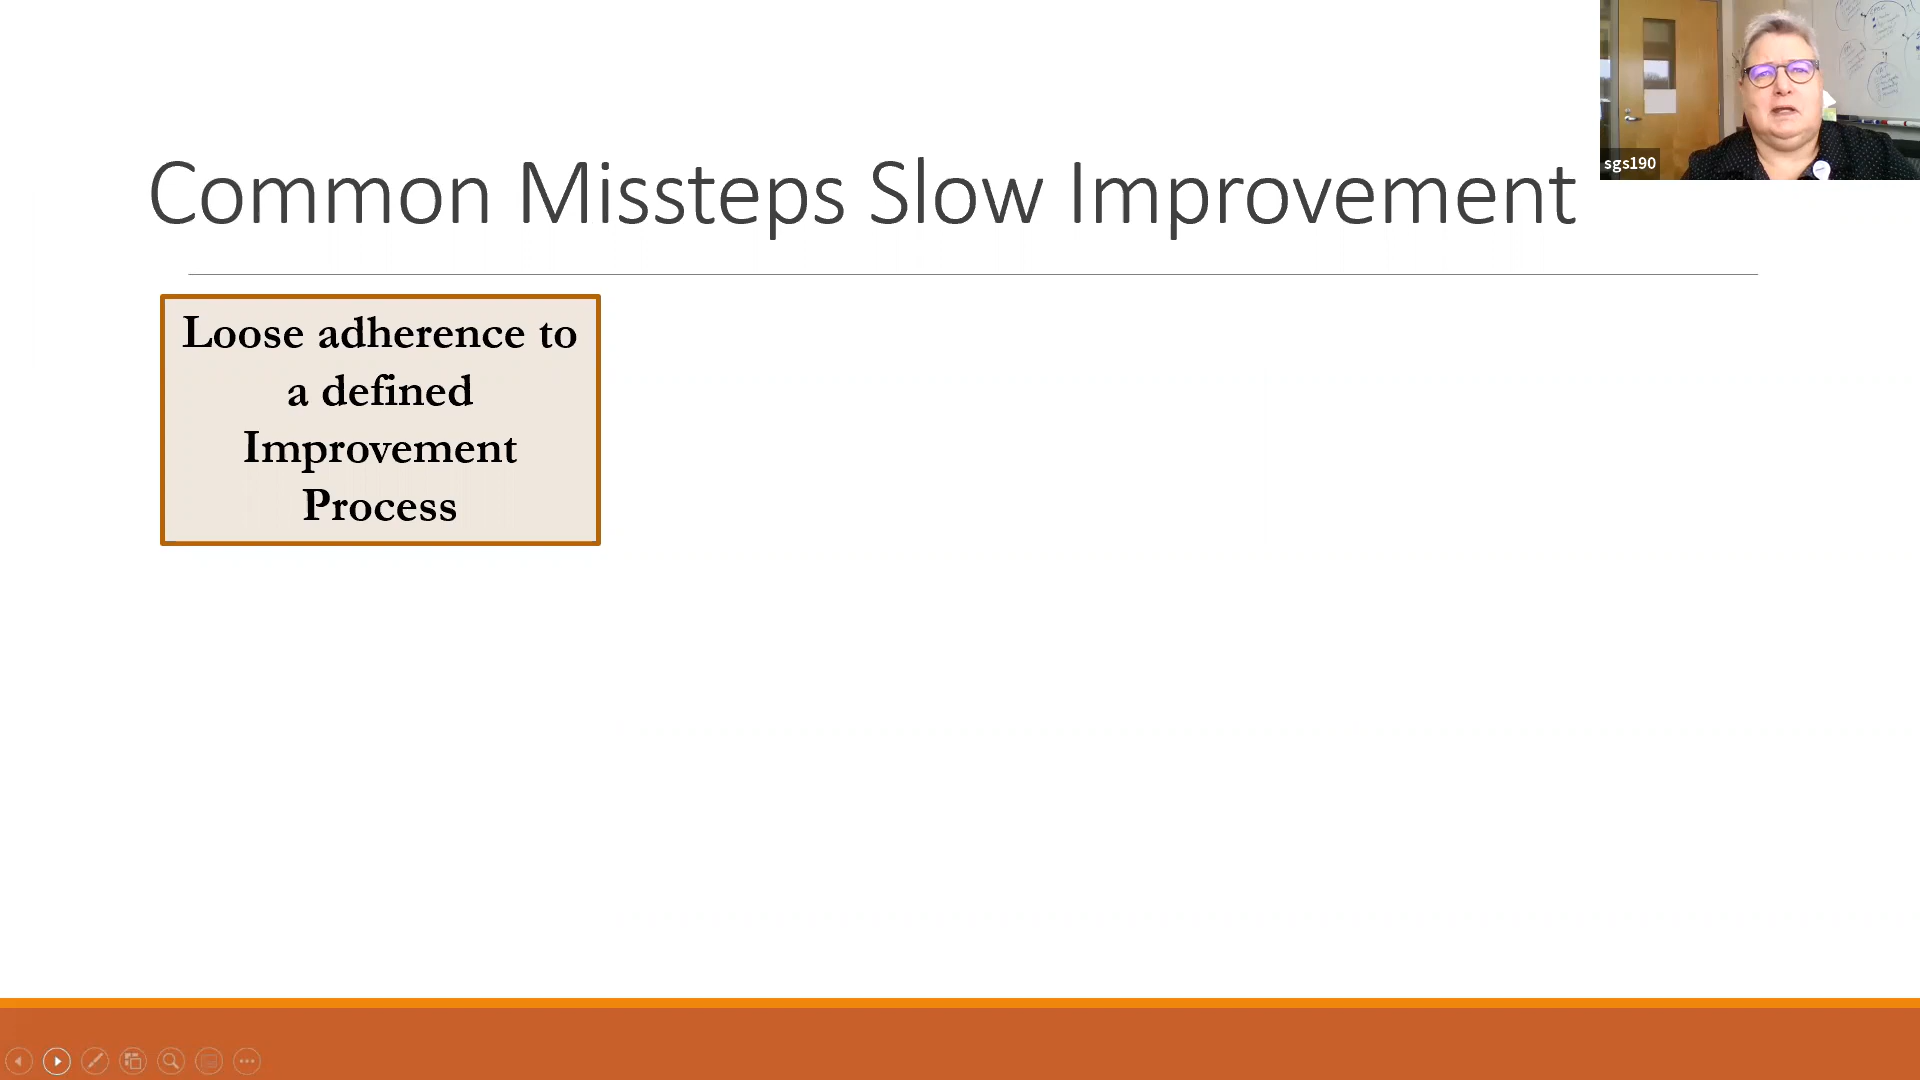 Common Missteps Slow Improvement
sgs190
Loose adherence to
a defined
Improvement
Process